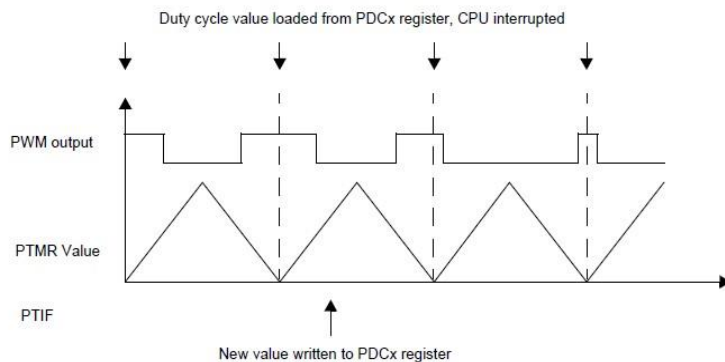 Duty cycle value loaded from PDCx register, CPU interrupted
PWM output
PTMR Value
PTIF
New value written to PDCx register